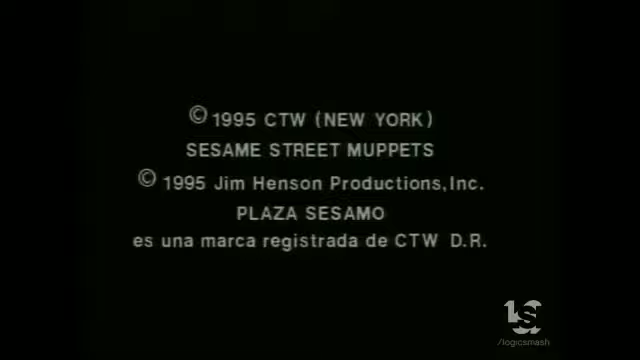 © 1995 CTW (NEW YORK)
SESAME STREET MUPPETS
© 1995 Jim Henson Productions,Inc.
PLAZA SESAMO
es una marca registrada de CTW D.R.
LS
/logicsmash